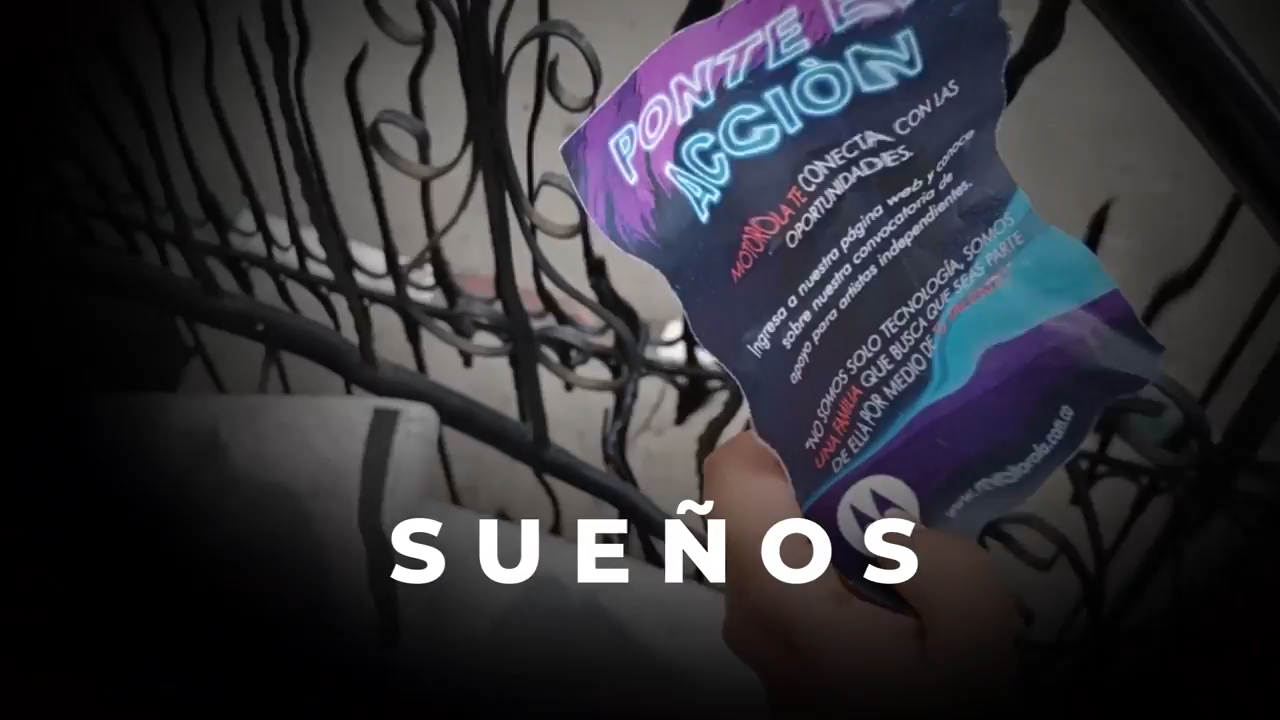 PONTE
ACCIÒN
MOTOROLA TE CONECTA CON LAS
OPORTUNIDADES.
Ingresa a nuestra página web y conoce
sobre nuestra convocatoria de
apoyo para artistas independientes.
"NO SOMOS SOLO TECNOLOGÍA, SOMOS
UNA FAMILIA QUE BUSCA QUE SEAS PARTE
DE ELLA POR MEDIO DE
www.motorola.com.co
SUEÑOS